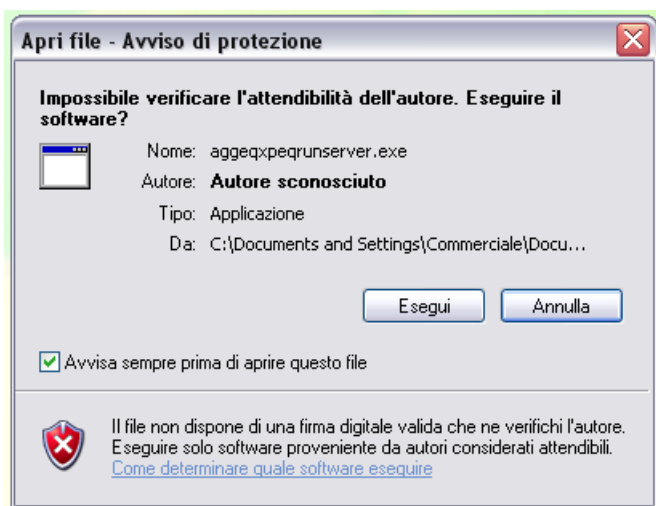 Apri file - Avviso di protezione
Impossibile verificare l'attendibilità dell'autore. Eseguire il
software?
Nome: aggeqxpeqrunserver.exe
Autore: Autore sconosciuto
Tipo: Applicazione
Da: C:\Documents and Settings\Commerciale\Docu...
Esegui Annulla
Avvisa sempre prima di aprire questo file
Il file non dispone di una firma digitale valida che ne verifichi l'autore.
Eseguire solo software proveniente da autori considerati attendibili.
Come determinare quale software eseguire